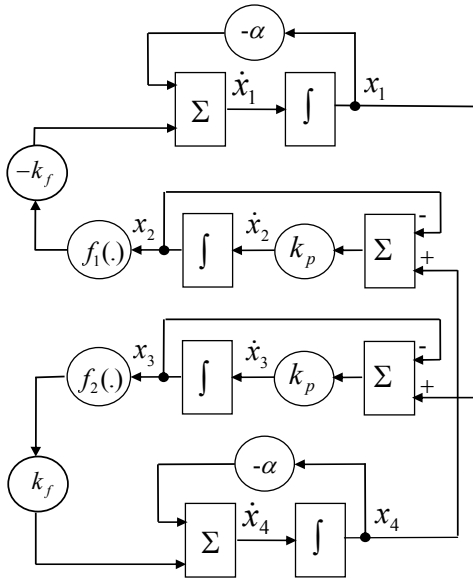 -α
ẋ₁
x₁
Σ
∫
−k_f
x₂
ẋ₂
-
f₁(.)
∫
k_p
Σ
+
x₃
ẋ₃
-
f₂(.)
∫
k_p
Σ
+
-α
k_f
ẋ₄
x₄
Σ
∫